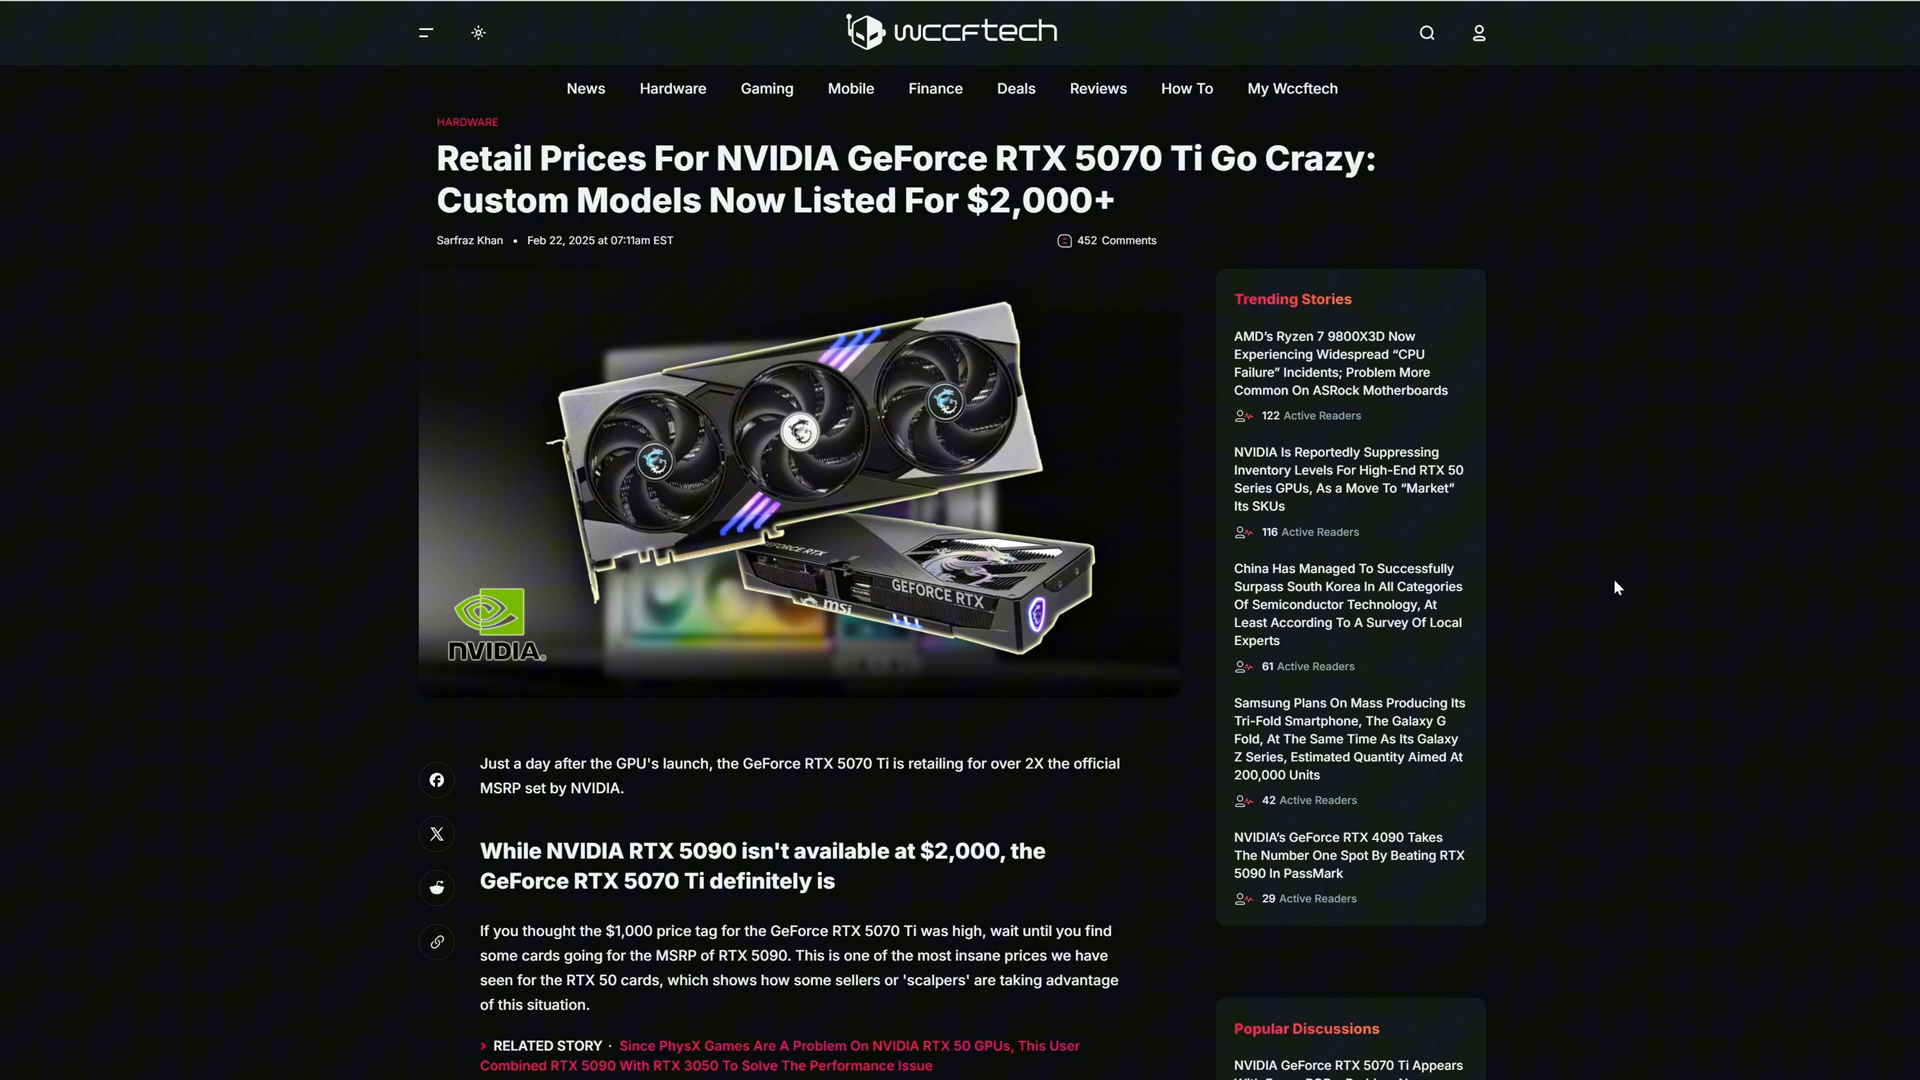 wccftech
News Hardware Gaming Mobile Finance Deals Reviews How To My Wccftech
HARDWARE
Retail Prices For NVIDIA GeForce RTX 5070 Ti Go Crazy:
Custom Models Now Listed For $2,000+
Sarfraz Khan • Feb 22, 2025 at 07:11am EST
452 Comments
GEFORCE RTX
GEFORCE RTX
msi
NVIDIA.
Just a day after the GPU's launch, the GeForce RTX 5070 Ti is retailing for over 2X the official
MSRP set by NVIDIA.
While NVIDIA RTX 5090 isn't available at $2,000, the
GeForce RTX 5070 Ti definitely is
If you thought the $1,000 price tag for the GeForce RTX 5070 Ti was high, wait until you find
some cards going for the MSRP of RTX 5090. This is one of the most insane prices we have
seen for the RTX 50 cards, which shows how some sellers or 'scalpers' are taking advantage
of this situation.
RELATED STORY · Since PhysX Games Are A Problem On NVIDIA RTX 50 GPUs, This User
Combined RTX 5090 With RTX 3050 To Solve The Performance Issue
Trending Stories
AMD’s Ryzen 7 9800X3D Now
Experiencing Widespread “CPU
Failure” Incidents; Problem More
Common On ASRock Motherboards
122 Active Readers
NVIDIA Is Reportedly Suppressing
Inventory Levels For High-End RTX 50
Series GPUs, As a Move To “Market”
Its SKUs
116 Active Readers
China Has Managed To Successfully
Surpass South Korea In All Categories
Of Semiconductor Technology, At
Least According To A Survey Of Local
Experts
61 Active Readers
Samsung Plans On Mass Producing Its
Tri-Fold Smartphone, The Galaxy G
Fold, At The Same Time As Its Galaxy
Z Series, Estimated Quantity Aimed At
200,000 Units
42 Active Readers
NVIDIA’s GeForce RTX 4090 Takes
The Number One Spot By Beating RTX
5090 In PassMark
29 Active Readers
Popular Discussions
NVIDIA GeForce RTX 5070 Ti Appears